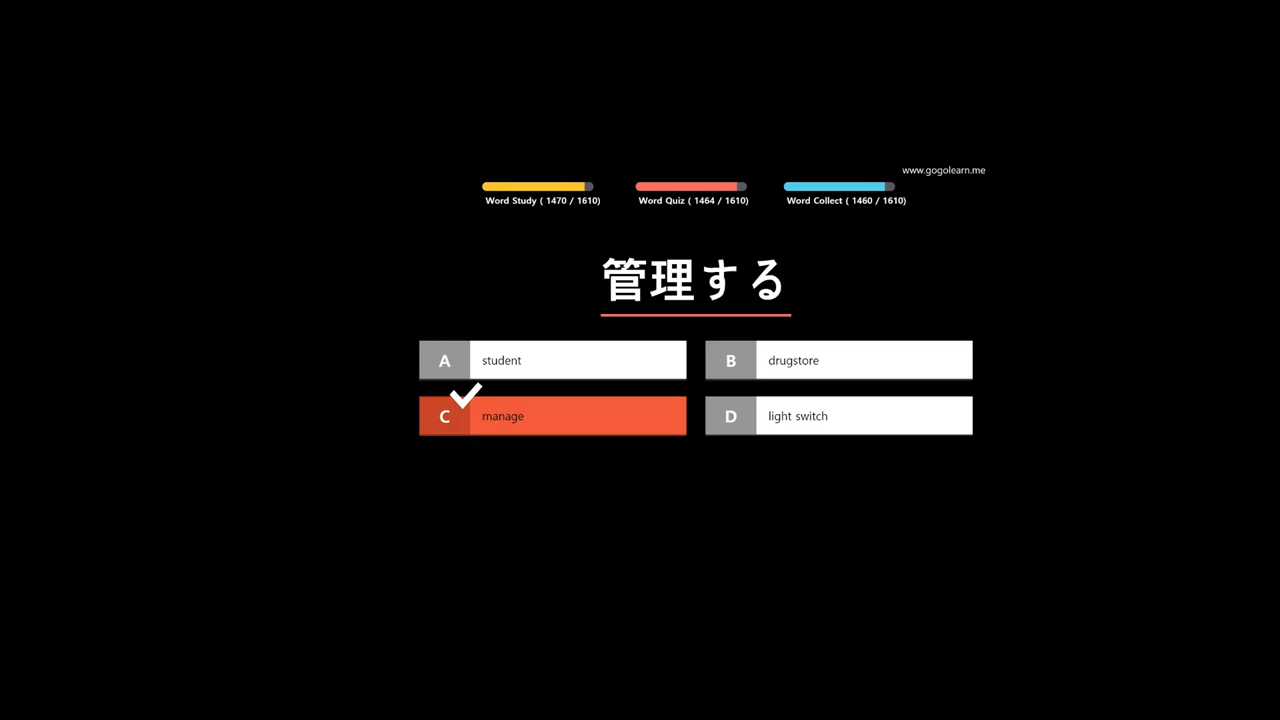 www.gogolearn.me
Word Study ( 1470 / 1610)
Word Quiz ( 1464 / 1610)
Word Collect ( 1460 / 1610)
管理する
A student
B drugstore
C manage
D light switch